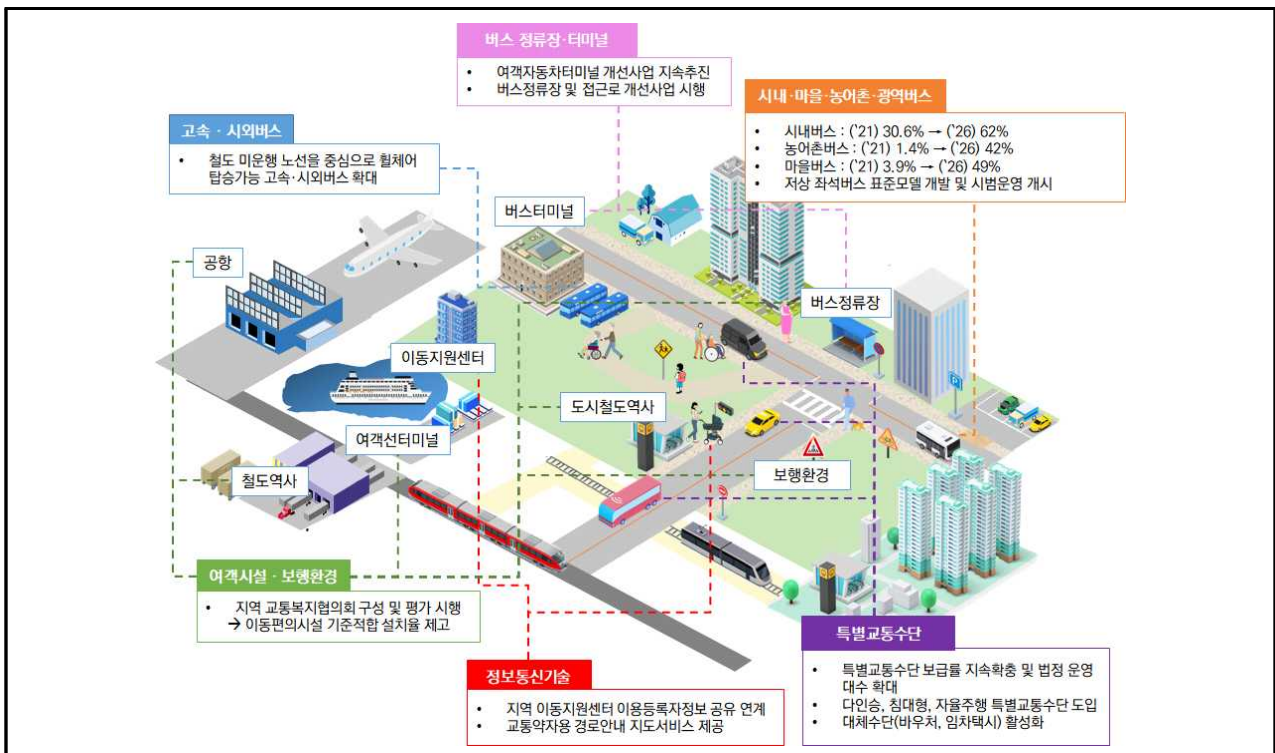 버스 정류장·터미널
• 여객자동차터미널 개선사업 지속추진
• 버스정류장 및 접근로 개선사업 시행
시내·마을·농어촌·광역버스
• 시내버스 : ('21) 30.6% → ('26) 62%
• 농어촌버스 : ('21) 1.4% → ('26) 42%
• 마을버스 : ('21) 3.9% → ('26) 49%
• 저상 좌석버스 표준모델 개발 및 시범운영 개시
고속 · 시외버스
• 철도 미운행 노선을 중심으로 휠체어
탑승가능 고속·시외버스 확대
버스터미널
공항
버스정류장
이동지원센터
도시철도역사
여객선터미널
보행환경
철도역사
여객시설 · 보행환경
• 지역 교통복지협의회 구성 및 평가 시행
→ 이동편의시설 기준적합 설치율 제고
정보통신기술
• 지역 이동지원센터 이용등록자정보 공유 연계
• 교통약자용 경로안내 지도서비스 제공
특별교통수단
• 특별교통수단 보급률 지속확충 및 법정 운영
대수 확대
• 다인승, 침대형, 자율주행 특별교통수단 도입
• 대체수단(바우처, 임차택시) 활성화